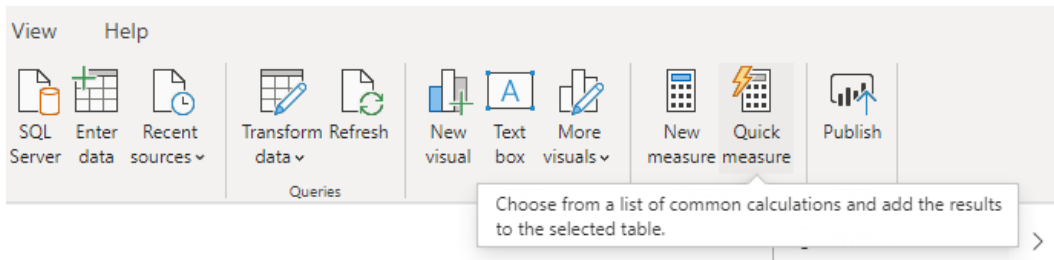 View Help
SQL Enter Recent Transform Refresh New Text More New Quick Publish
Server data sources data visual box visuals measure measure
Queries
Choose from a list of common calculations and add the results
to the selected table.